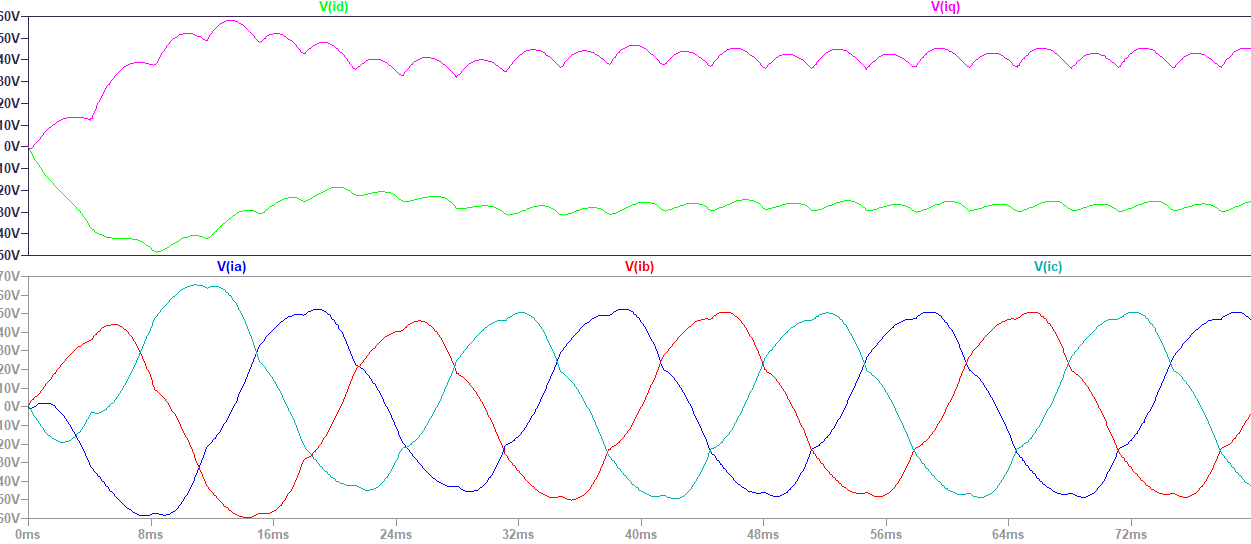 V(id) V(iq)
60V
50V
40V
30V
20V
10V
0V
10V
20V
30V
40V
50V
V(ia) V(ib) V(ic)
70V
60V
50V
40V
30V
20V
10V
0V
10V
20V
30V
40V
50V
60V
0ms 8ms 16ms 24ms 32ms 40ms 48ms 56ms 64ms 72ms